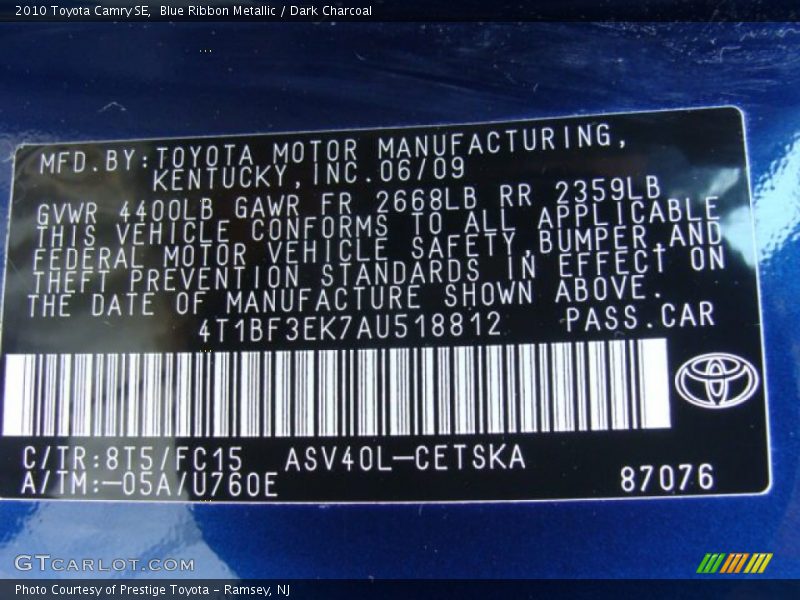 2010 Toyota Camry SE, Blue Ribbon Metallic / Dark Charcoal
MFD.BY:TOYOTA MOTOR MANUFACTURING,
KENTUCKY,INC.06/09
GVWR 4400LB GAWR FR 2668LB RR 2359LB
THIS VEHICLE CONFORMS TO ALL APPLICABLE
FEDERAL MOTOR VEHICLE SAFETY,BUMPER,AND
THEFT PREVENTION STANDARDS IN EFFECT ON
THE DATE OF MANUFACTURE SHOWN ABOVE.
4T1BF3EK7AU518812 PASS.CAR
C/TR:8T5/FC15 ASV40L-CETSKA
A/TM:-05A/U760E
87076
GTCARLOT.COM
Photo Courtesy of Prestige Toyota - Ramsey, NJ